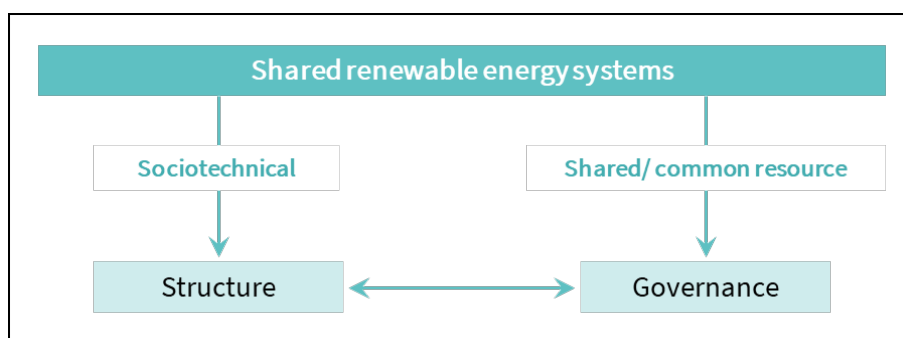 Shared renewable energy systems
Sociotechnical
Shared/ common resource
Structure
Governance